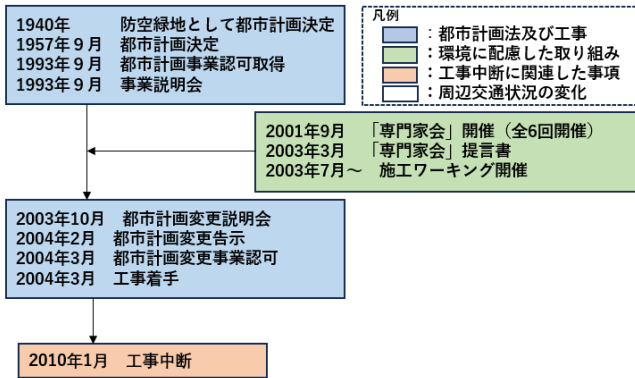 1940年　　　防空緑地として都市計画決定
1957年９月　都市計画決定
1993年９月　都市計画事業認可取得
1993年９月　事業説明会
凡例
：都市計画法及び工事
：環境に配慮した取り組み
：工事中断に関連した事項
：周辺交通状況の変化
2001年9月　「専門家会」開催（全6回開催）
2003年3月　「専門家会」提言書
2003年7月～　施工ワーキング開催
2003年10月　都市計画変更説明会
2004年2月　都市計画変更告示
2004年3月　都市計画変更事業認可
2004年3月　工事着手
2010年1月　工事中断